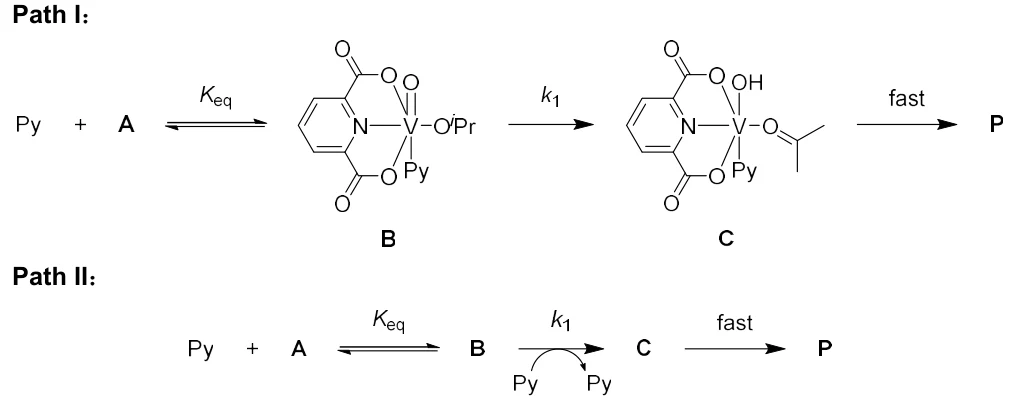 Path I：
Py + A
Keq
O
O
O
N
V
OiPr
O
Py
O
B
k1
O
O
OH
N
V
O
O
Py
O
C
fast
P
Path II：
Py + A
Keq
B
k1
Py
Py
C
fast
P